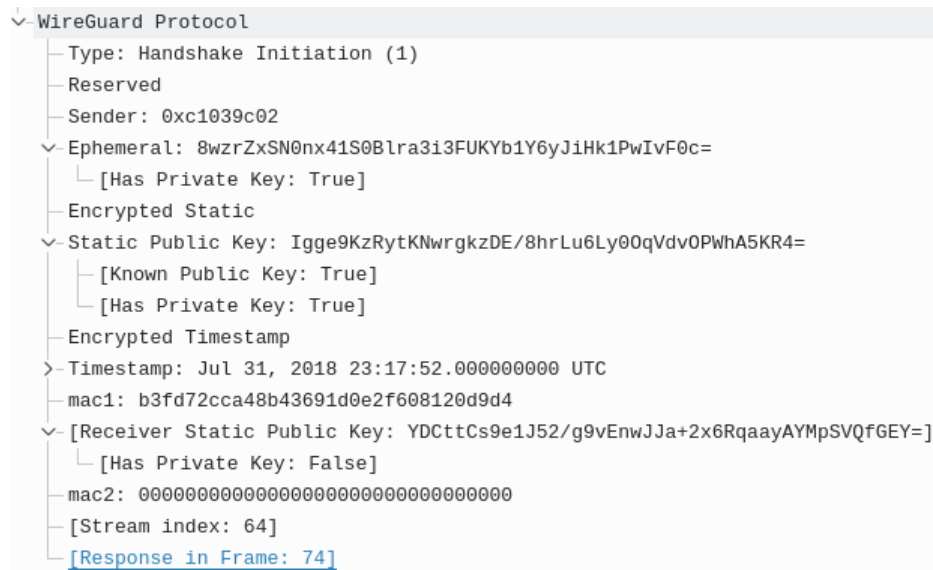 WireGuard Protocol
Type: Handshake Initiation (1)
Reserved
Sender: 0xc1039c02
Ephemeral: 8wzrZxSN0nx41S0Blra3i3FUKYb1Y6yJiHk1PwIvF0c=
[Has Private Key: True]
Encrypted Static
Static Public Key: Igge9KzRytKNwrgkzDE/8hrLu6Ly0OqVdvOPWhA5KR4=
[Known Public Key: True]
[Has Private Key: True]
Encrypted Timestamp
Timestamp: Jul 31, 2018 23:17:52.000000000 UTC
mac1: b3fd72cca48b43691d0e2f608120d9d4
[Receiver Static Public Key: YDCttCs9e1J52/g9vEnwJJa+2x6RqaayAYMpSVQfGEY=]
[Has Private Key: False]
mac2: 00000000000000000000000000000000
[Stream index: 64]
[Response in Frame: 74]